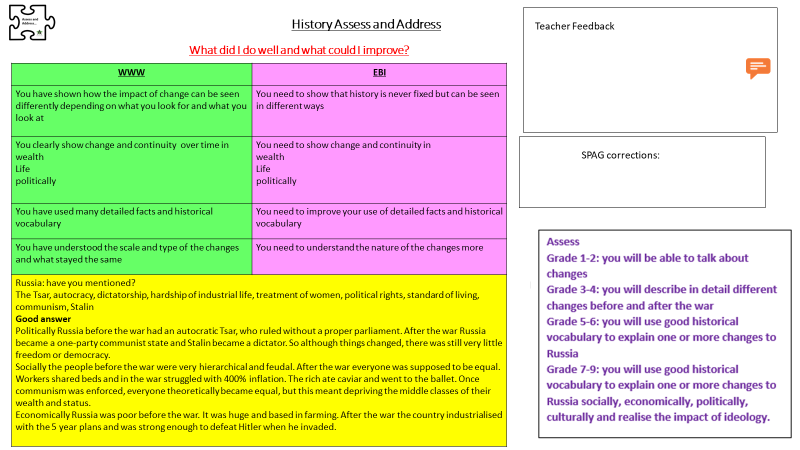 Assess and
Address...
History Assess and Address
What did I do well and what could I improve?
WWW
EBI
You have shown how the impact of change can be seen
differently depending on what you look for and what you
look at
You need to show that history is never fixed but can be seen
in different ways
You clearly show change and continuity over time in
wealth
Life
politically
You need to show change and continuity in
wealth
Life
politically
You have used many detailed facts and historical
vocabulary
You need to improve your use of detailed facts and historical
vocabulary
You have understood the scale and type of the changes
and what stayed the same
You need to understand the nature of the changes more
Russia: have you mentioned?
The Tsar, autocracy, dictatorship, hardship of industrial life, treatment of women, political rights, standard of living,
communism, Stalin
Good answer
Politically Russia before the war had an autocratic Tsar, who ruled without a proper parliament. After the war Russia
became a one-party communist state and Stalin became a dictator. So although things changed, there was still very little
freedom or democracy.
Socially the people before the war were very hierarchical and feudal. After the war everyone was supposed to be equal.
Workers shared beds and in the war struggled with 400% inflation. The rich ate caviar and went to the ballet. Once
communism was enforced, everyone theoretically became equal, but this meant depriving the middle classes of their
wealth and status.
Economically Russia was poor before the war. It was huge and based in farming. After the war the country industrialised
with the 5 year plans and was strong enough to defeat Hitler when he invaded.
Teacher Feedback
SPAG corrections:
Assess
Grade 1-2: you will be able to talk about
changes
Grade 3-4: you will describe in detail different
changes before and after the war
Grade 5-6: you will use good historical
vocabulary to explain one or more changes to
Russia
Grade 7-9: you will use good historical
vocabulary to explain one or more changes to
Russia socially, economically, politically,
culturally and realise the impact of ideology.